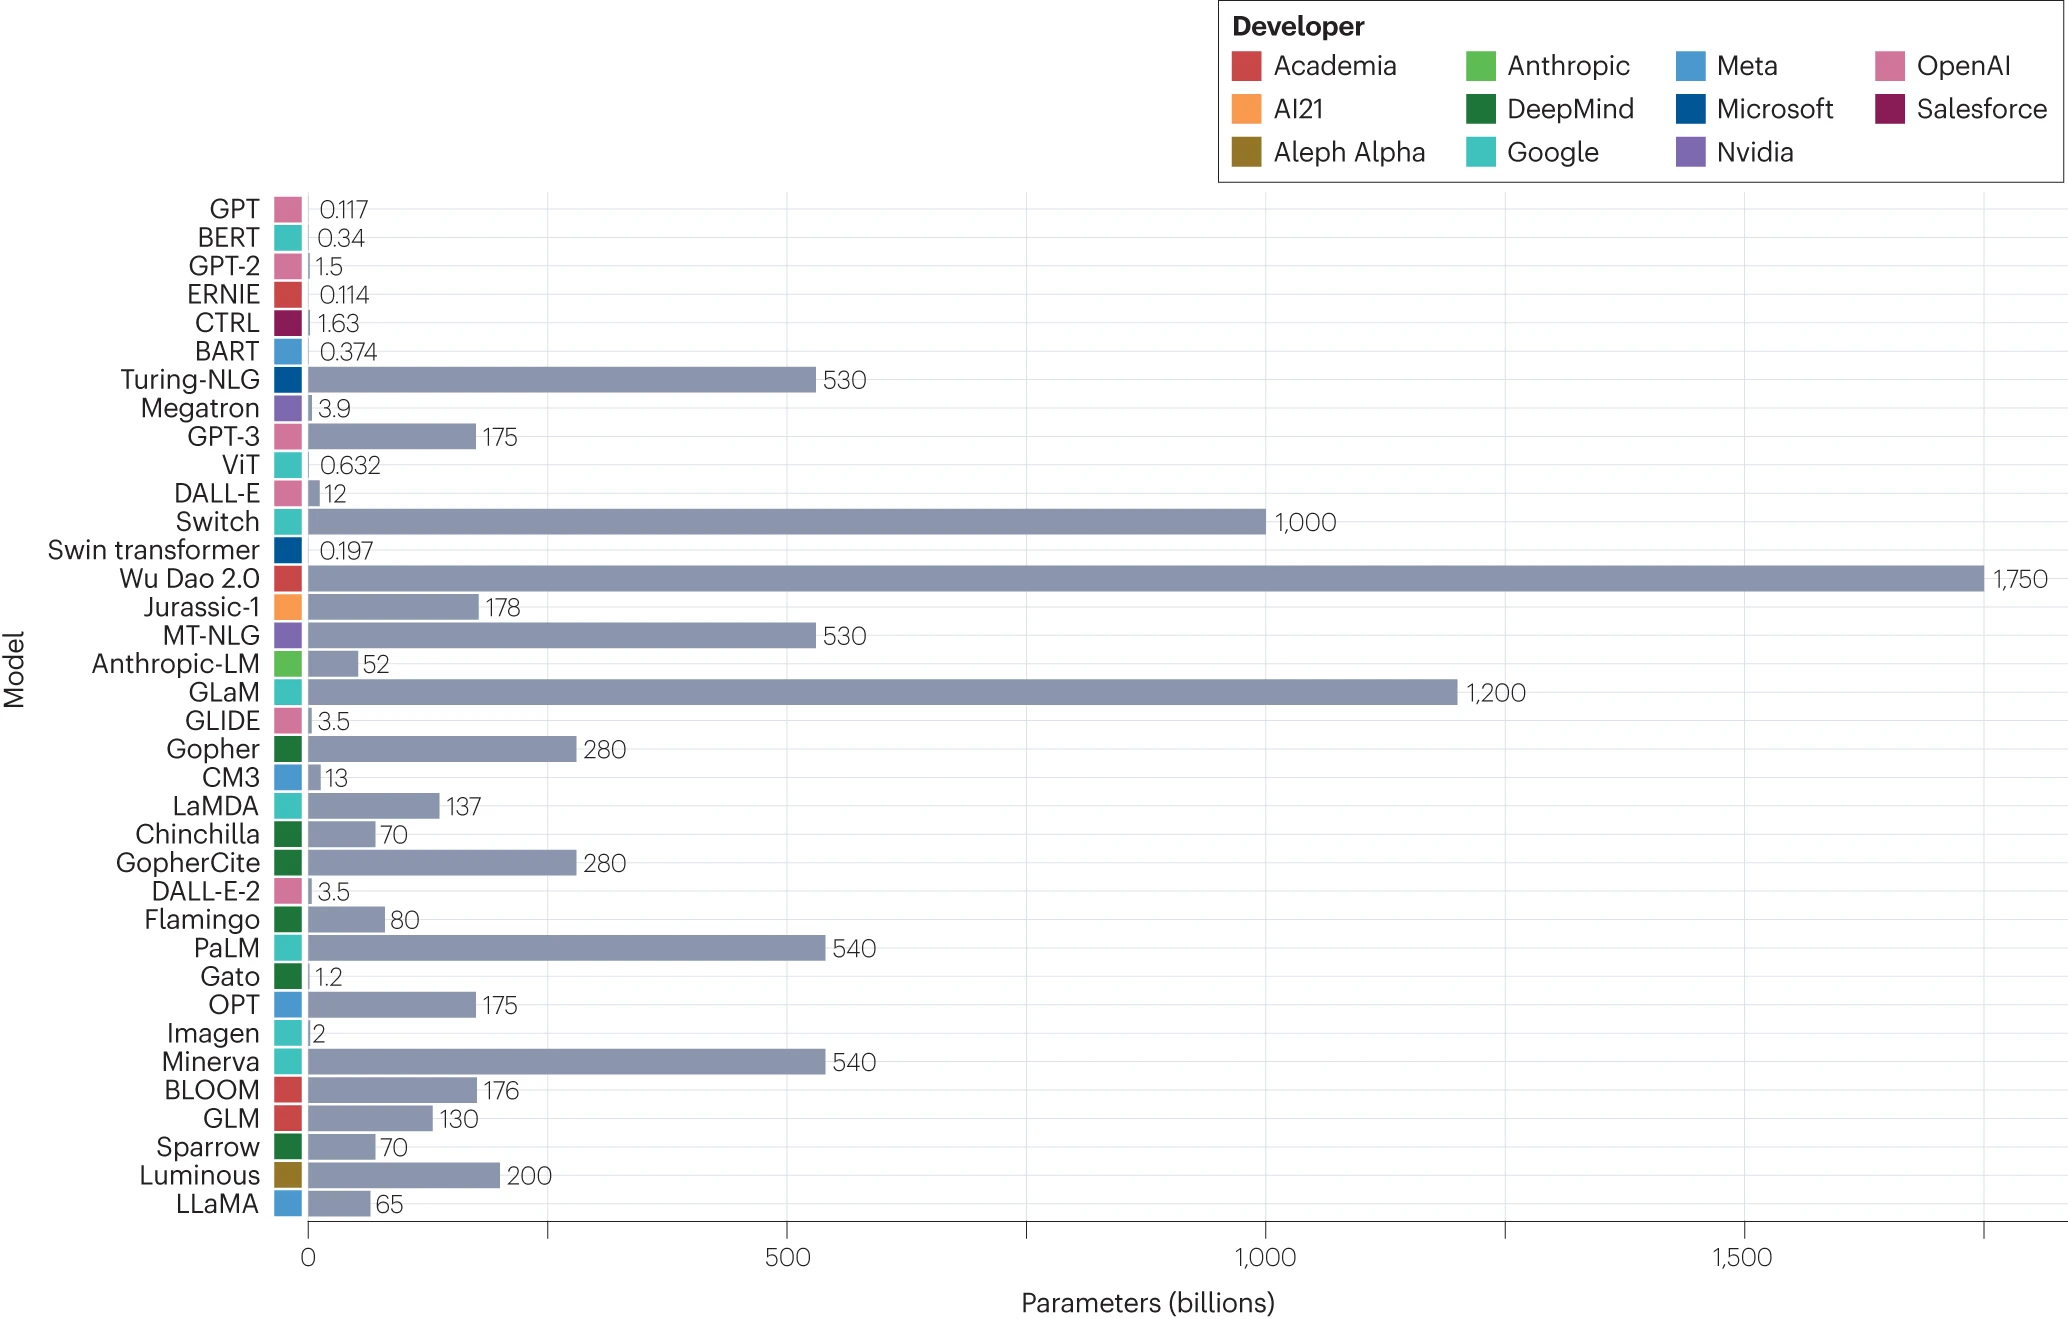 Developer
Academia Anthropic Meta OpenAI
AI21 DeepMind Microsoft Salesforce
Aleph Alpha Google Nvidia
Model
GPT 0.117
BERT 0.34
GPT-2 1.5
ERNIE 0.114
CTRL 1.63
BART 0.374
Turing-NLG 530
Megatron 3.9
GPT-3 175
ViT 0.632
DALL-E 12
Switch 1,000
Swin transformer 0.197
Wu Dao 2.0 1,750
Jurassic-1 178
MT-NLG 530
Anthropic-LM 52
GLaM 1,200
GLIDE 3.5
Gopher 280
CM3 13
LaMDA 137
Chinchilla 70
GopherCite 280
DALL-E-2 3.5
Flamingo 80
PaLM 540
Gato 1.2
OPT 175
Imagen 2
Minerva 540
BLOOM 176
GLM 130
Sparrow 70
Luminous 200
LLaMA 65
0 500 1,000 1,500
Parameters (billions)